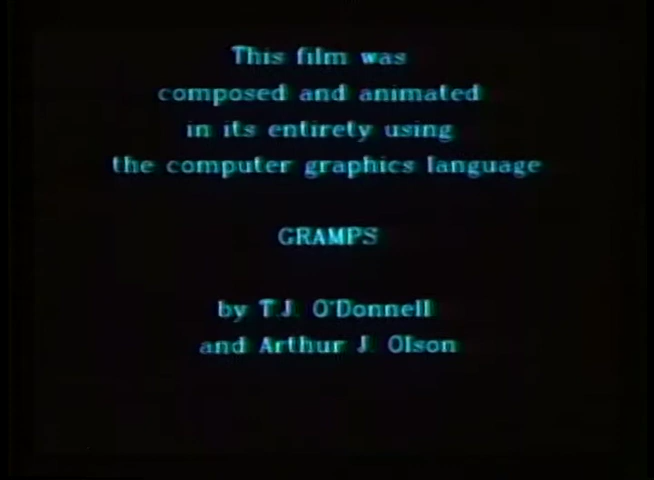 This film was
composed and animated
in its entirety using
the computer graphics language
GRAMPS
by T.J. O'Donnell
and Arthur J. Olson